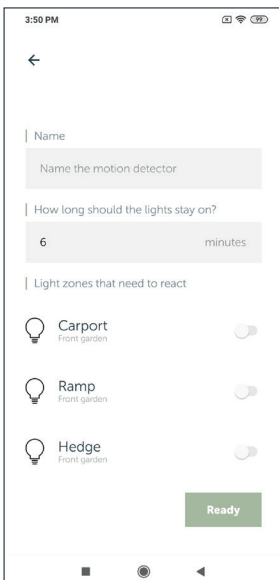 3:50 PM
99
Name
Name the motion detector
How long should the lights stay on?
6 minutes
Light zones that need to react
Carport
Front garden
Ramp
Front garden
Hedge
Front garden
Ready